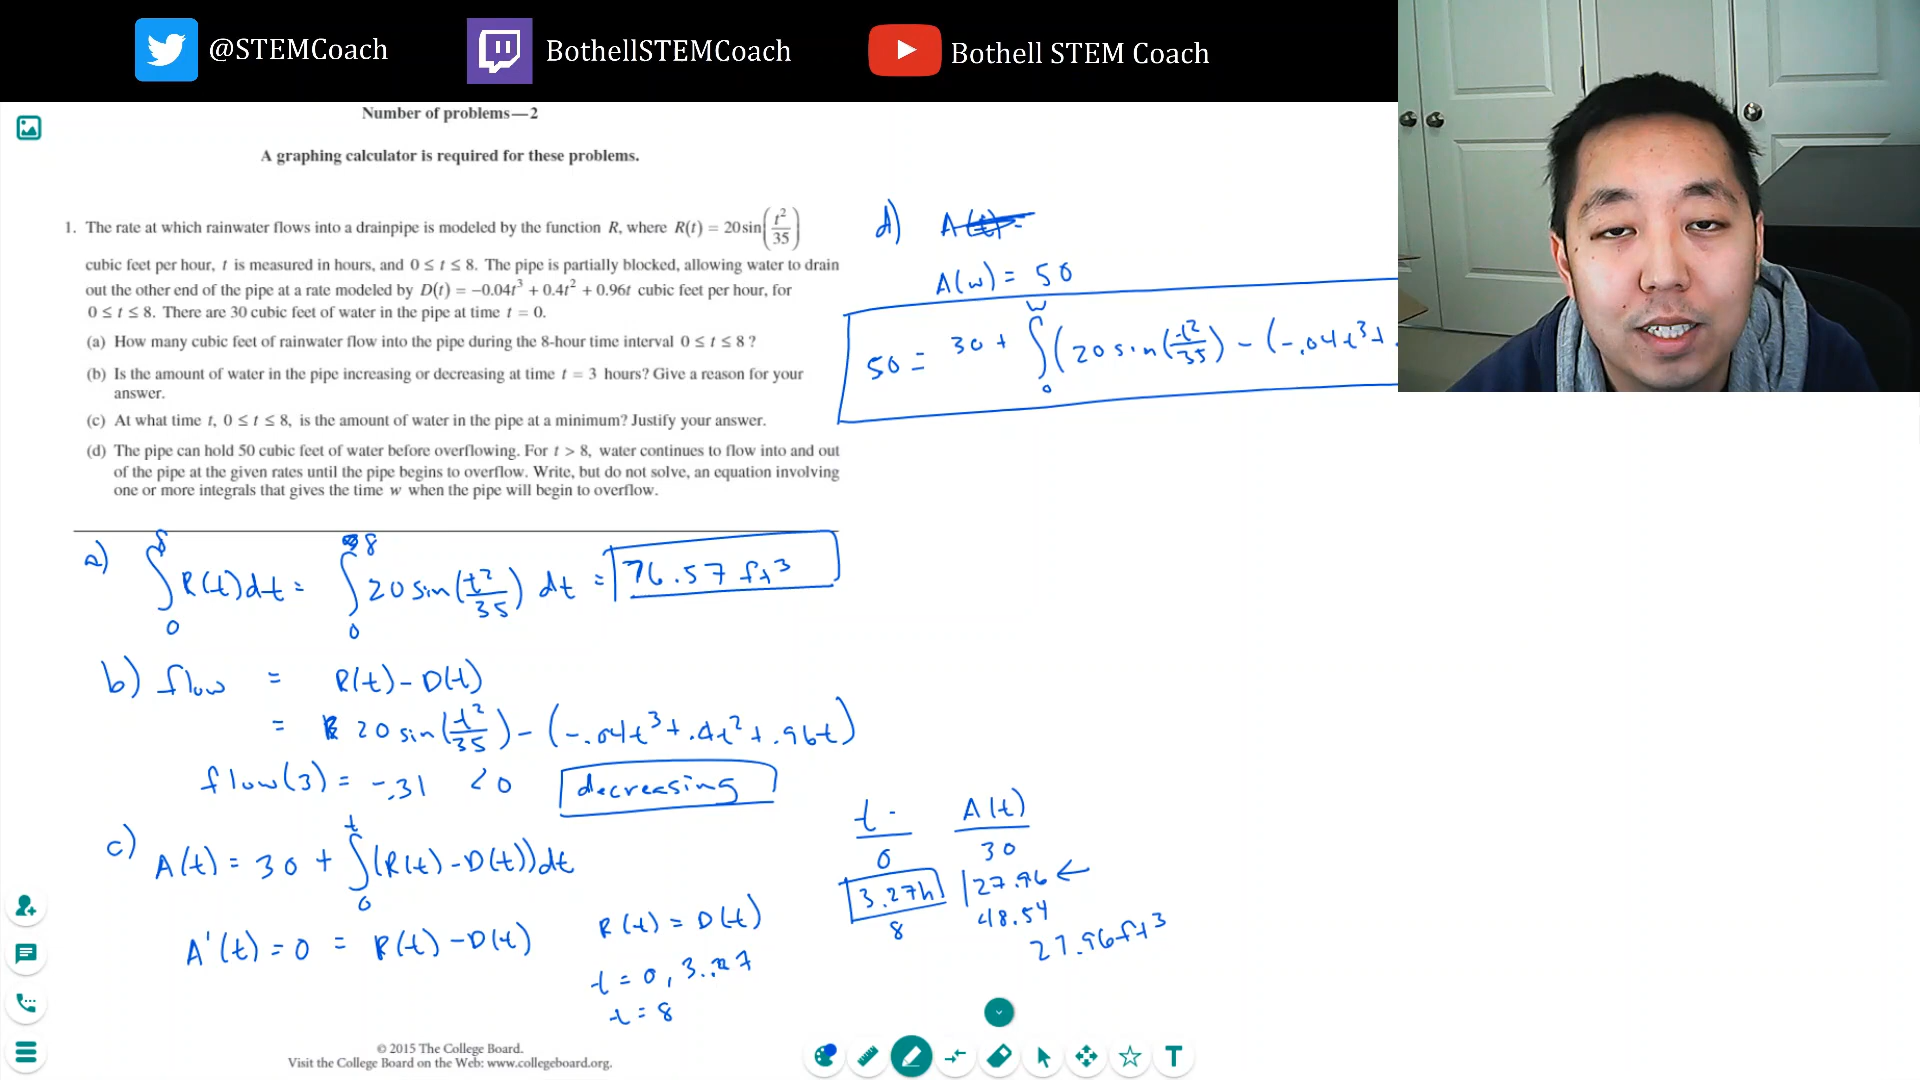 @STEMCoach
BothellSTEMCoach
Bothell STEM Coach
Number of problems—2
A graphing calculator is required for these problems.
1. The rate at which rainwater flows into a drainpipe is modeled by the function R, where R(t) = 20sin(t²/35)
cubic feet per hour, t is measured in hours, and 0 ≤ t ≤ 8. The pipe is partially blocked, allowing water to drain
out the other end of the pipe at a rate modeled by D(t) = −0.04t³ + 0.4t² + 0.96t cubic feet per hour, for
0 ≤ t ≤ 8. There are 30 cubic feet of water in the pipe at time t = 0.
(a) How many cubic feet of rainwater flow into the pipe during the 8-hour time interval 0 ≤ t ≤ 8 ?
(b) Is the amount of water in the pipe increasing or decreasing at time t = 3 hours? Give a reason for your
answer.
(c) At what time t, 0 ≤ t ≤ 8, is the amount of water in the pipe at a minimum? Justify your answer.
(d) The pipe can hold 50 cubic feet of water before overflowing. For t > 8, water continues to flow into and out
of the pipe at the given rates until the pipe begins to overflow. Write, but do not solve, an equation involving
one or more integrals that gives the time w when the pipe will begin to overflow.
a) ∫₀⁸ R(t)dt = ∫₀⁸ 20 sin(t²/35) dt = 76.57 ft³
b) flow = R(t) - D(t)
= 20 sin(t²/35) - (-.04t³ + .4t² + .96t)
flow(3) = -.31 < 0 decreasing
c) A(t) = 30 + ∫₀ᵗ (R(t) - D(t))dt
A'(t) = 0 = R(t) - D(t)
R(t) = D(t)
t = 0, 3.27
t = 8
t A(t)
0 30
3.27h 27.96 ←
8 48.54
27.96 ft³
d) A(t) =
A(w) = 50
50 = 30 + ∫₀ʷ (20 sin(t²/35) - (-.04t³ +
© 2015 The College Board.
Visit the College Board on the Web: www.collegeboard.org.
T